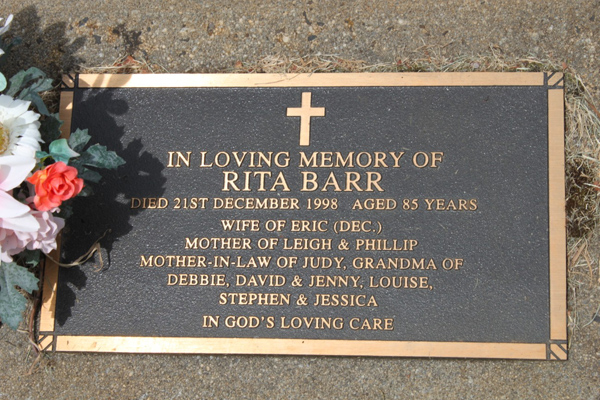 IN LOVING MEMORY OF
RITA BARR
DIED 21ST DECEMBER 1998 AGED 85 YEARS
WIFE OF ERIC (DEC.)
MOTHER OF LEIGH & PHILLIP
MOTHER-IN-LAW OF JUDY, GRANDMA OF
DEBBIE, DAVID & JENNY, LOUISE,
STEPHEN & JESSICA
IN GOD'S LOVING CARE